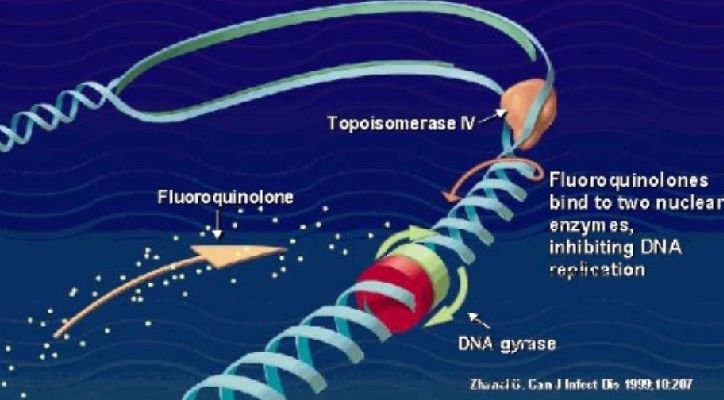 Topoisomerase IV
Fluoroquinolone
Fluoroquinolones
bind to two nuclear
enzymes,
inhibiting DNA
replication
DNA gyrase
G. Can J Infect Dis 1999;10:207